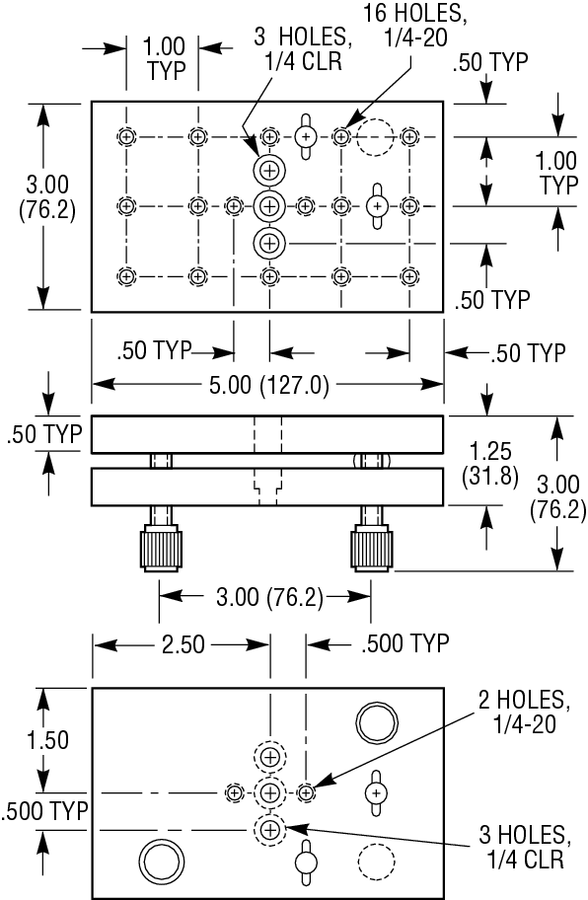 16 HOLES,
1/4-20
3 HOLES,
1/4 CLR
1.00
TYP
.50 TYP
3.00
(76.2)
1.00
TYP
.50 TYP
.50 TYP
.50 TYP
5.00 (127.0)
.50 TYP
1.25
(31.8)
3.00
(76.2)
3.00 (76.2)
2.50
.500 TYP
1.50
2 HOLES,
1/4-20
.500 TYP
3 HOLES,
1/4 CLR